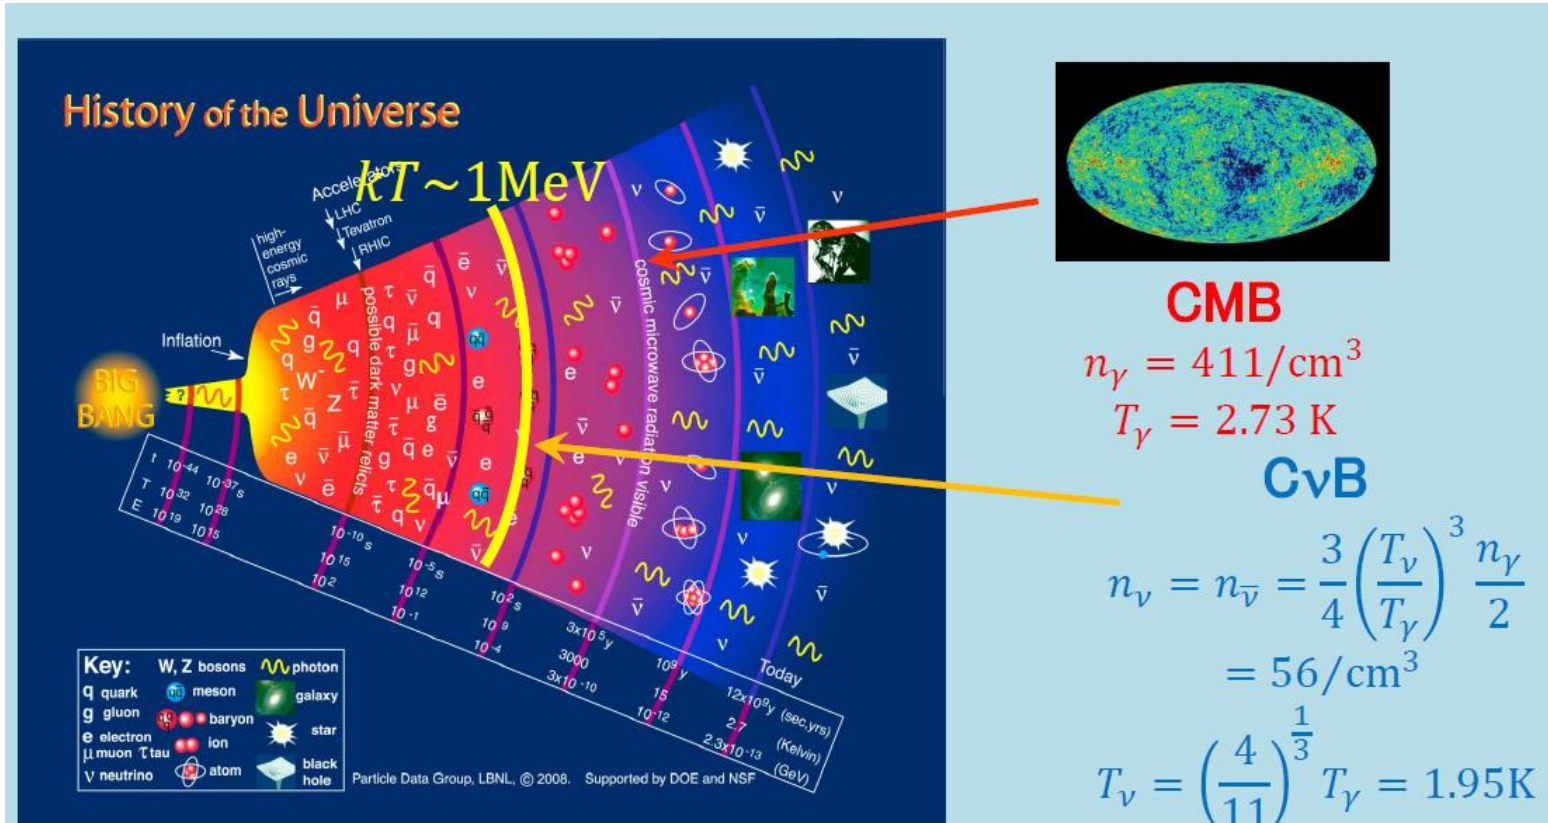 History of the Universe
kT~1MeV
Accelerators
LHC
Tevatron
RHIC
high-
energy
cosmic
rays
Inflation
BIG
BANG
?
possible dark matter relicts
cosmic microwave radiation visible
q̄ μ τ q̄ ē ν̄
q̄ g q τ q̄ μ̄ q ν
q W⁻ τ g e
τ Z τ̄ ν μ ē
q̄ μ̄ τ̄ g
e ν̄ g q̄ e ν̄ e
ν ē τ q̄ μ
τ̄ q ν e ν̄
ν ν̄ ν
ν̄ ν̄
e ν̄ ν̄
ν̄ ν̄
e ν ν
ν ν
ν̄ ν ν̄
t 10⁻⁴⁴ 10⁻³⁷s 10⁻¹⁰ s 10⁻⁵ s 10² s 3x10⁵y 10⁹ y 12x10⁹y (sec,yrs)
T 10³² 10²⁸ 10¹⁵ 10¹² 10⁹ 3000 15 2.7 (Kelvin)
E 10¹⁹ 10¹⁵ 10² 10⁻¹ 10⁻⁴ 3x10⁻¹⁰ 10⁻¹² 2.3x10⁻¹³ (GeV)
Today
Key:
W, Z bosons
photon
q quark
meson
galaxy
g gluon
baryon
e electron
star
μ muon τ tau
ion
ν neutrino
atom
black
hole
Particle Data Group, LBNL, © 2008. Supported by DOE and NSF
CMB
n_γ = 411/cm³
T_γ = 2.73 K
CνB
n_ν = n_ν̄ = 3/4 (T_ν/T_γ)³ n_γ/2
= 56/cm³
T_ν = (4/11)^(1/3) T_γ = 1.95K